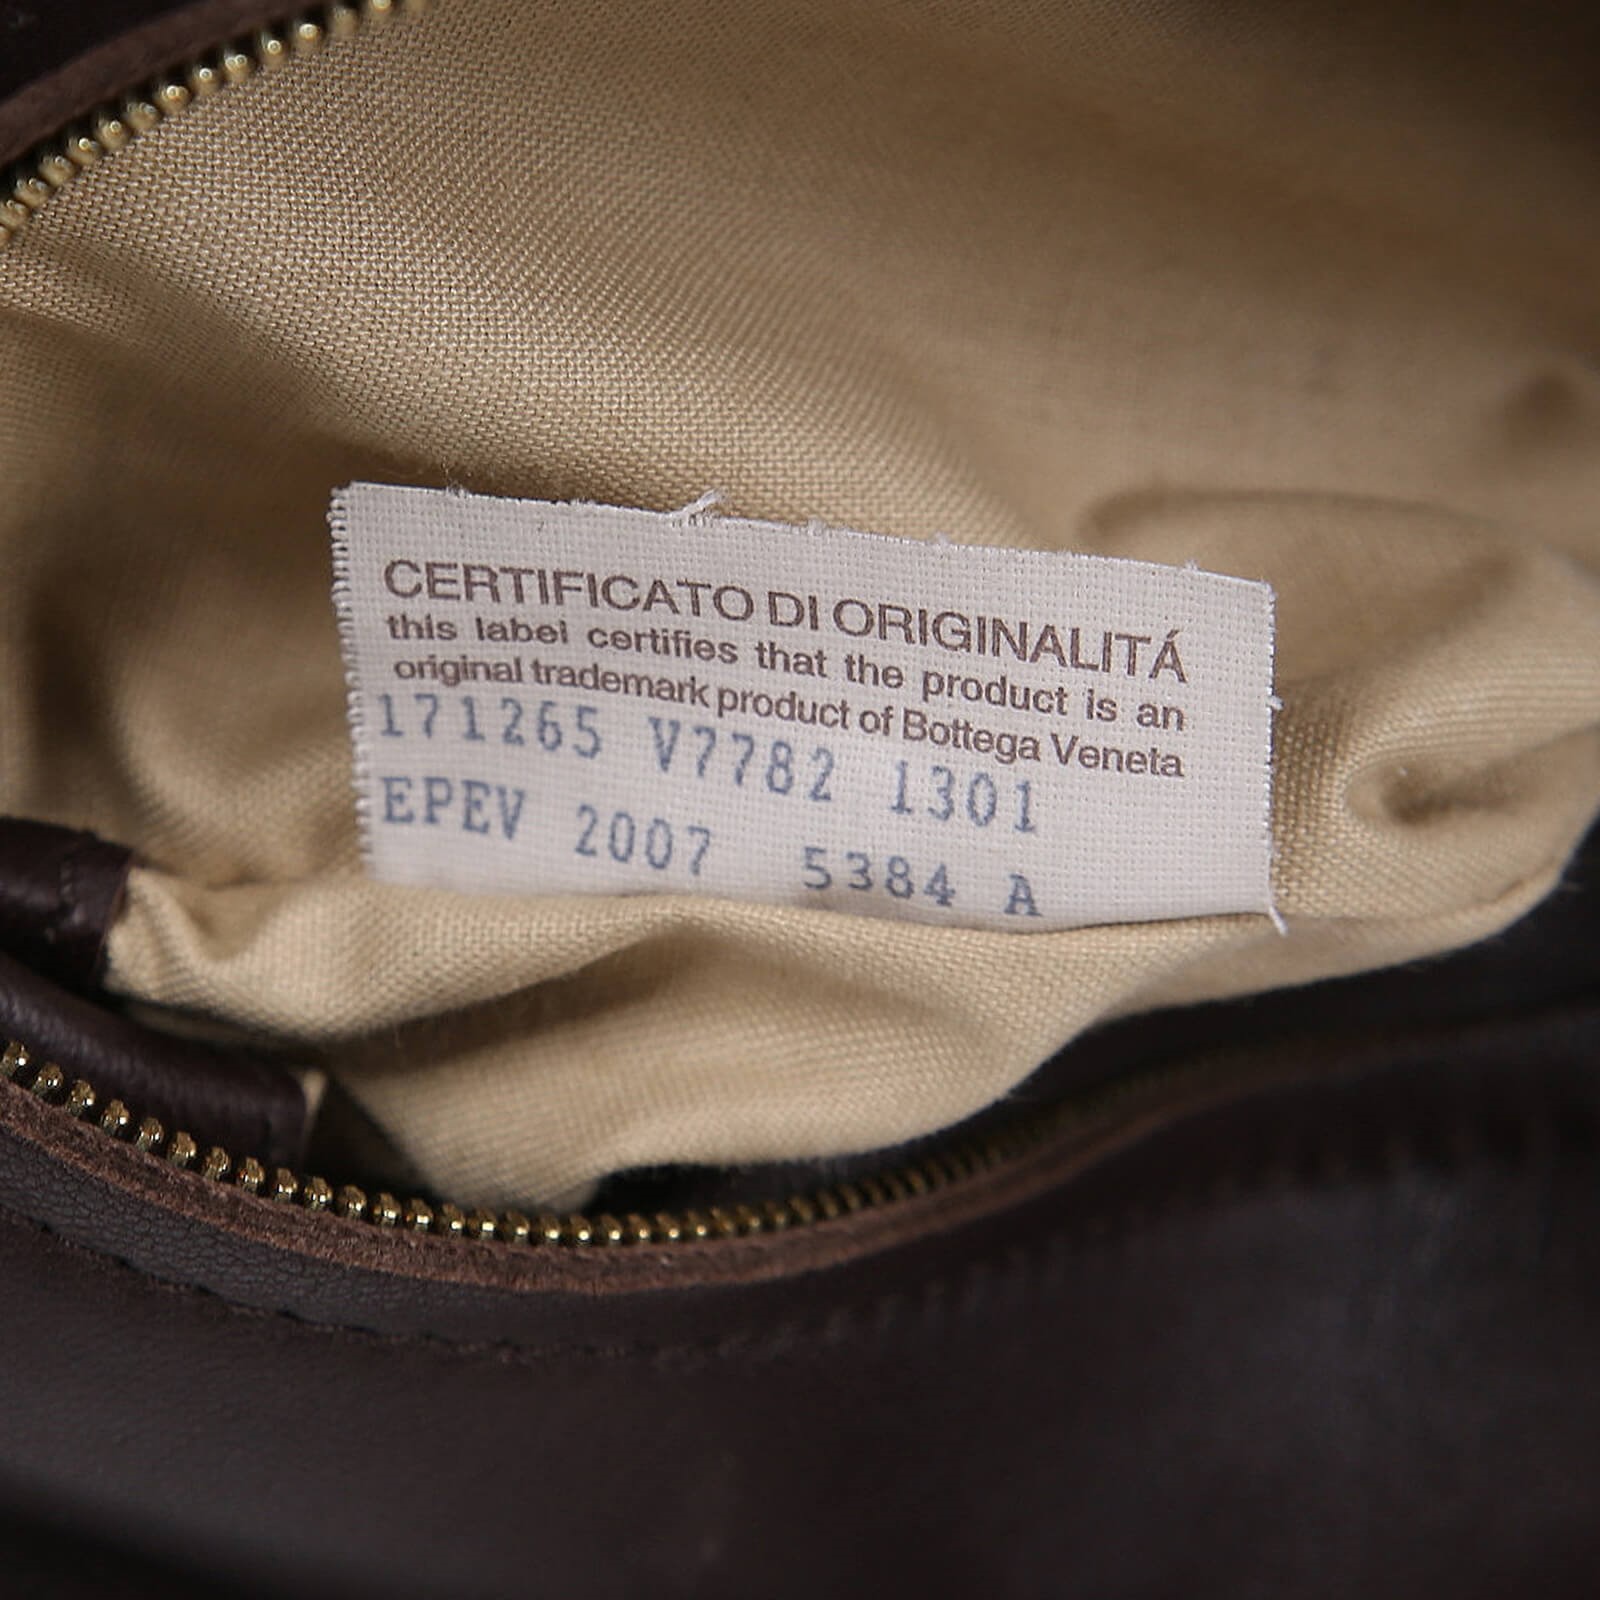 CERTIFICATO DI ORIGINALITÁ
this label certifies that the product is an
original trademark product of Bottega Veneta
171265 V7782 1301
EPEV 2007 5384 A